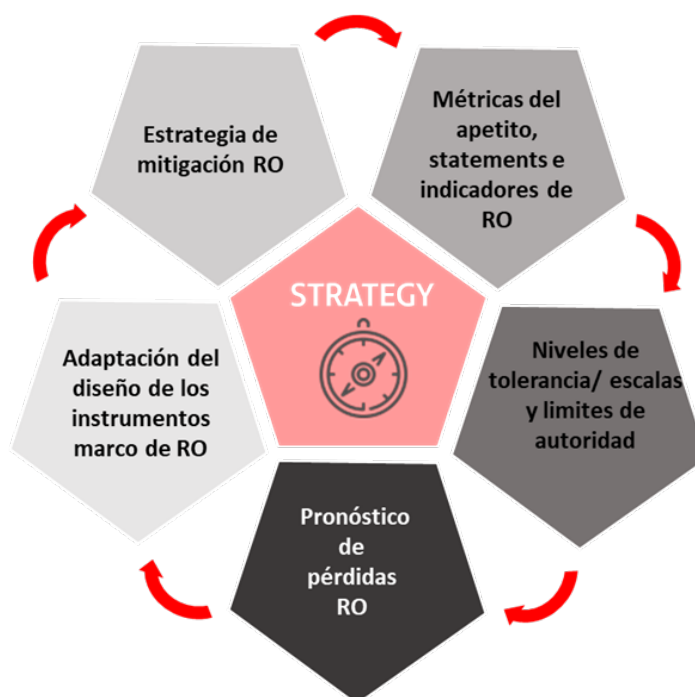 Estrategia de
mitigación RO
Métricas del
apetito,
statements e
indicadores de
RO
STRATEGY
Niveles de
tolerancia/ escalas
y limites de
autoridad
Pronóstico
de
pérdidas
RO
Adaptación del
diseño de los
instrumentos
marco de RO